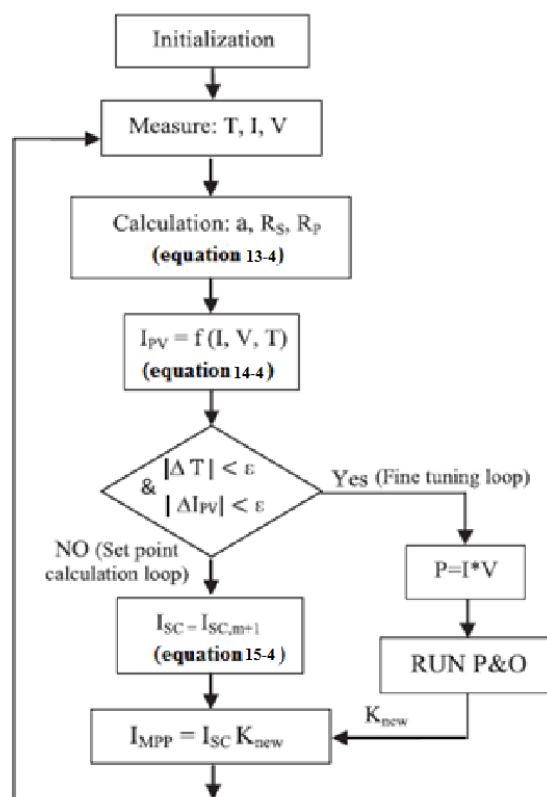 Initialization
Measure: T, I, V
Calculation: a, R_S, R_P
(equation 13-4)
I_PV = f (I, V, T)
(equation 14-4)
|Δ T| < ε
&
| ΔI_PV| < ε
Yes (Fine tuning loop)
NO (Set point
calculation loop)
P=I*V
I_SC = I_SC,m+1
(equation 15-4)
RUN P&O
K_new
I_MPP = I_SC K_new